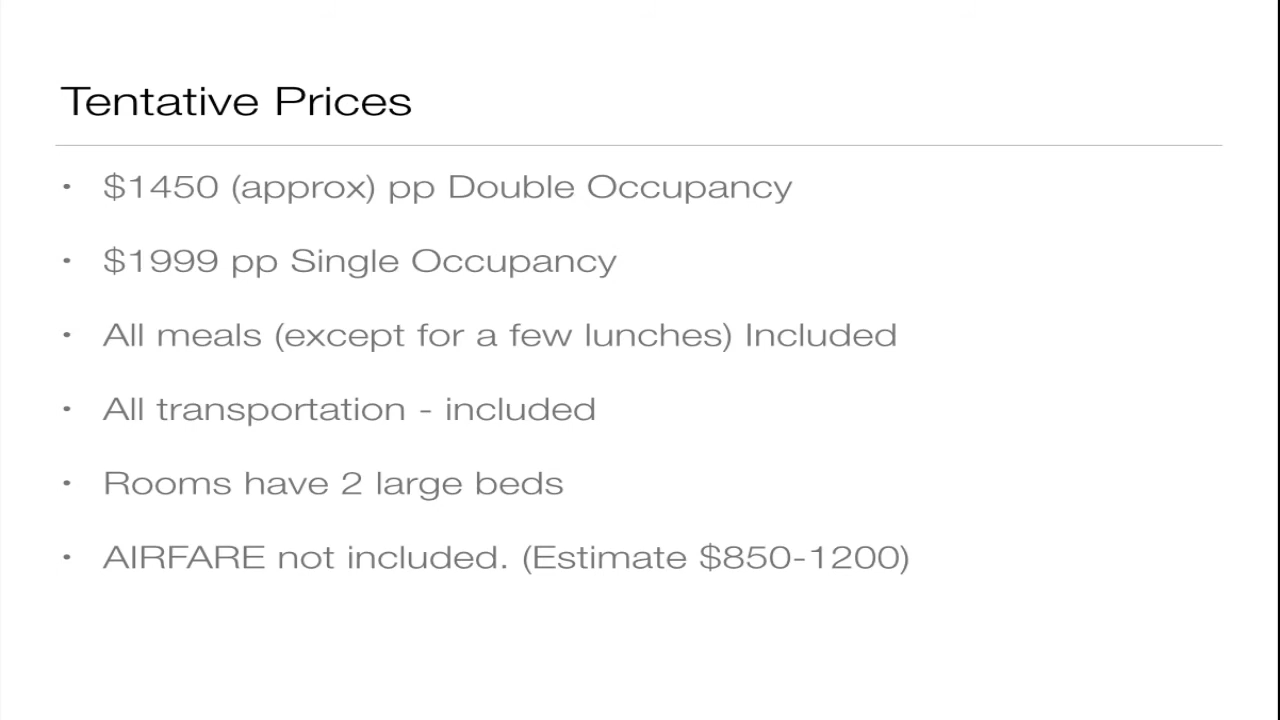 Tentative Prices
• $1450 (approx) pp Double Occupancy
• $1999 pp Single Occupancy
• All meals (except for a few lunches) Included
• All transportation - included
• Rooms have 2 large beds
• AIRFARE not included. (Estimate $850-1200)